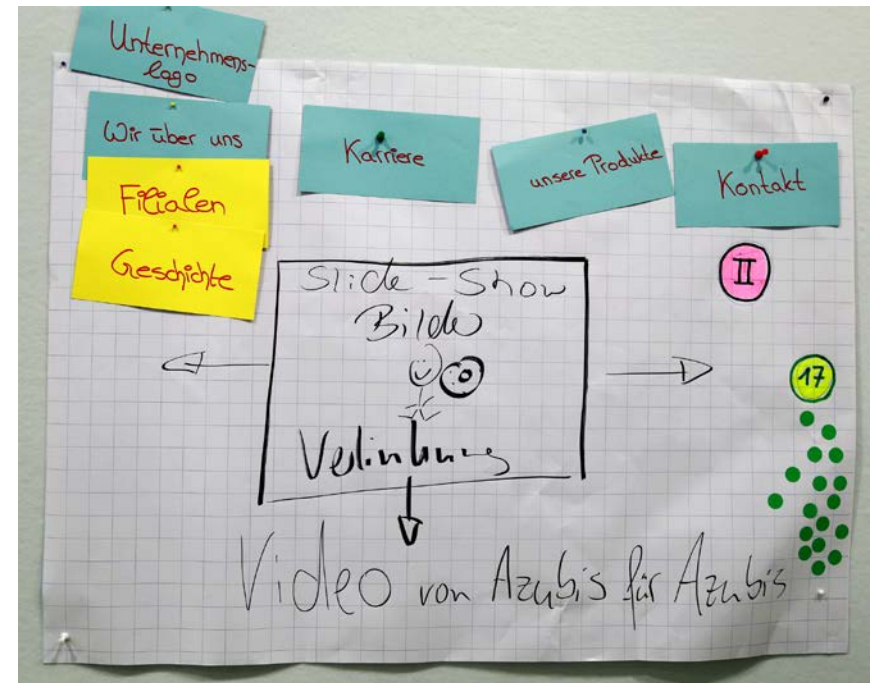 Unternehmens-
logo
Wir über uns
Filialen
Geschichte
Karriere
unsere Produkte
Kontakt
II
17
Slide-Show
Bilder
Verlinkung
Video von Azubis für Azubis